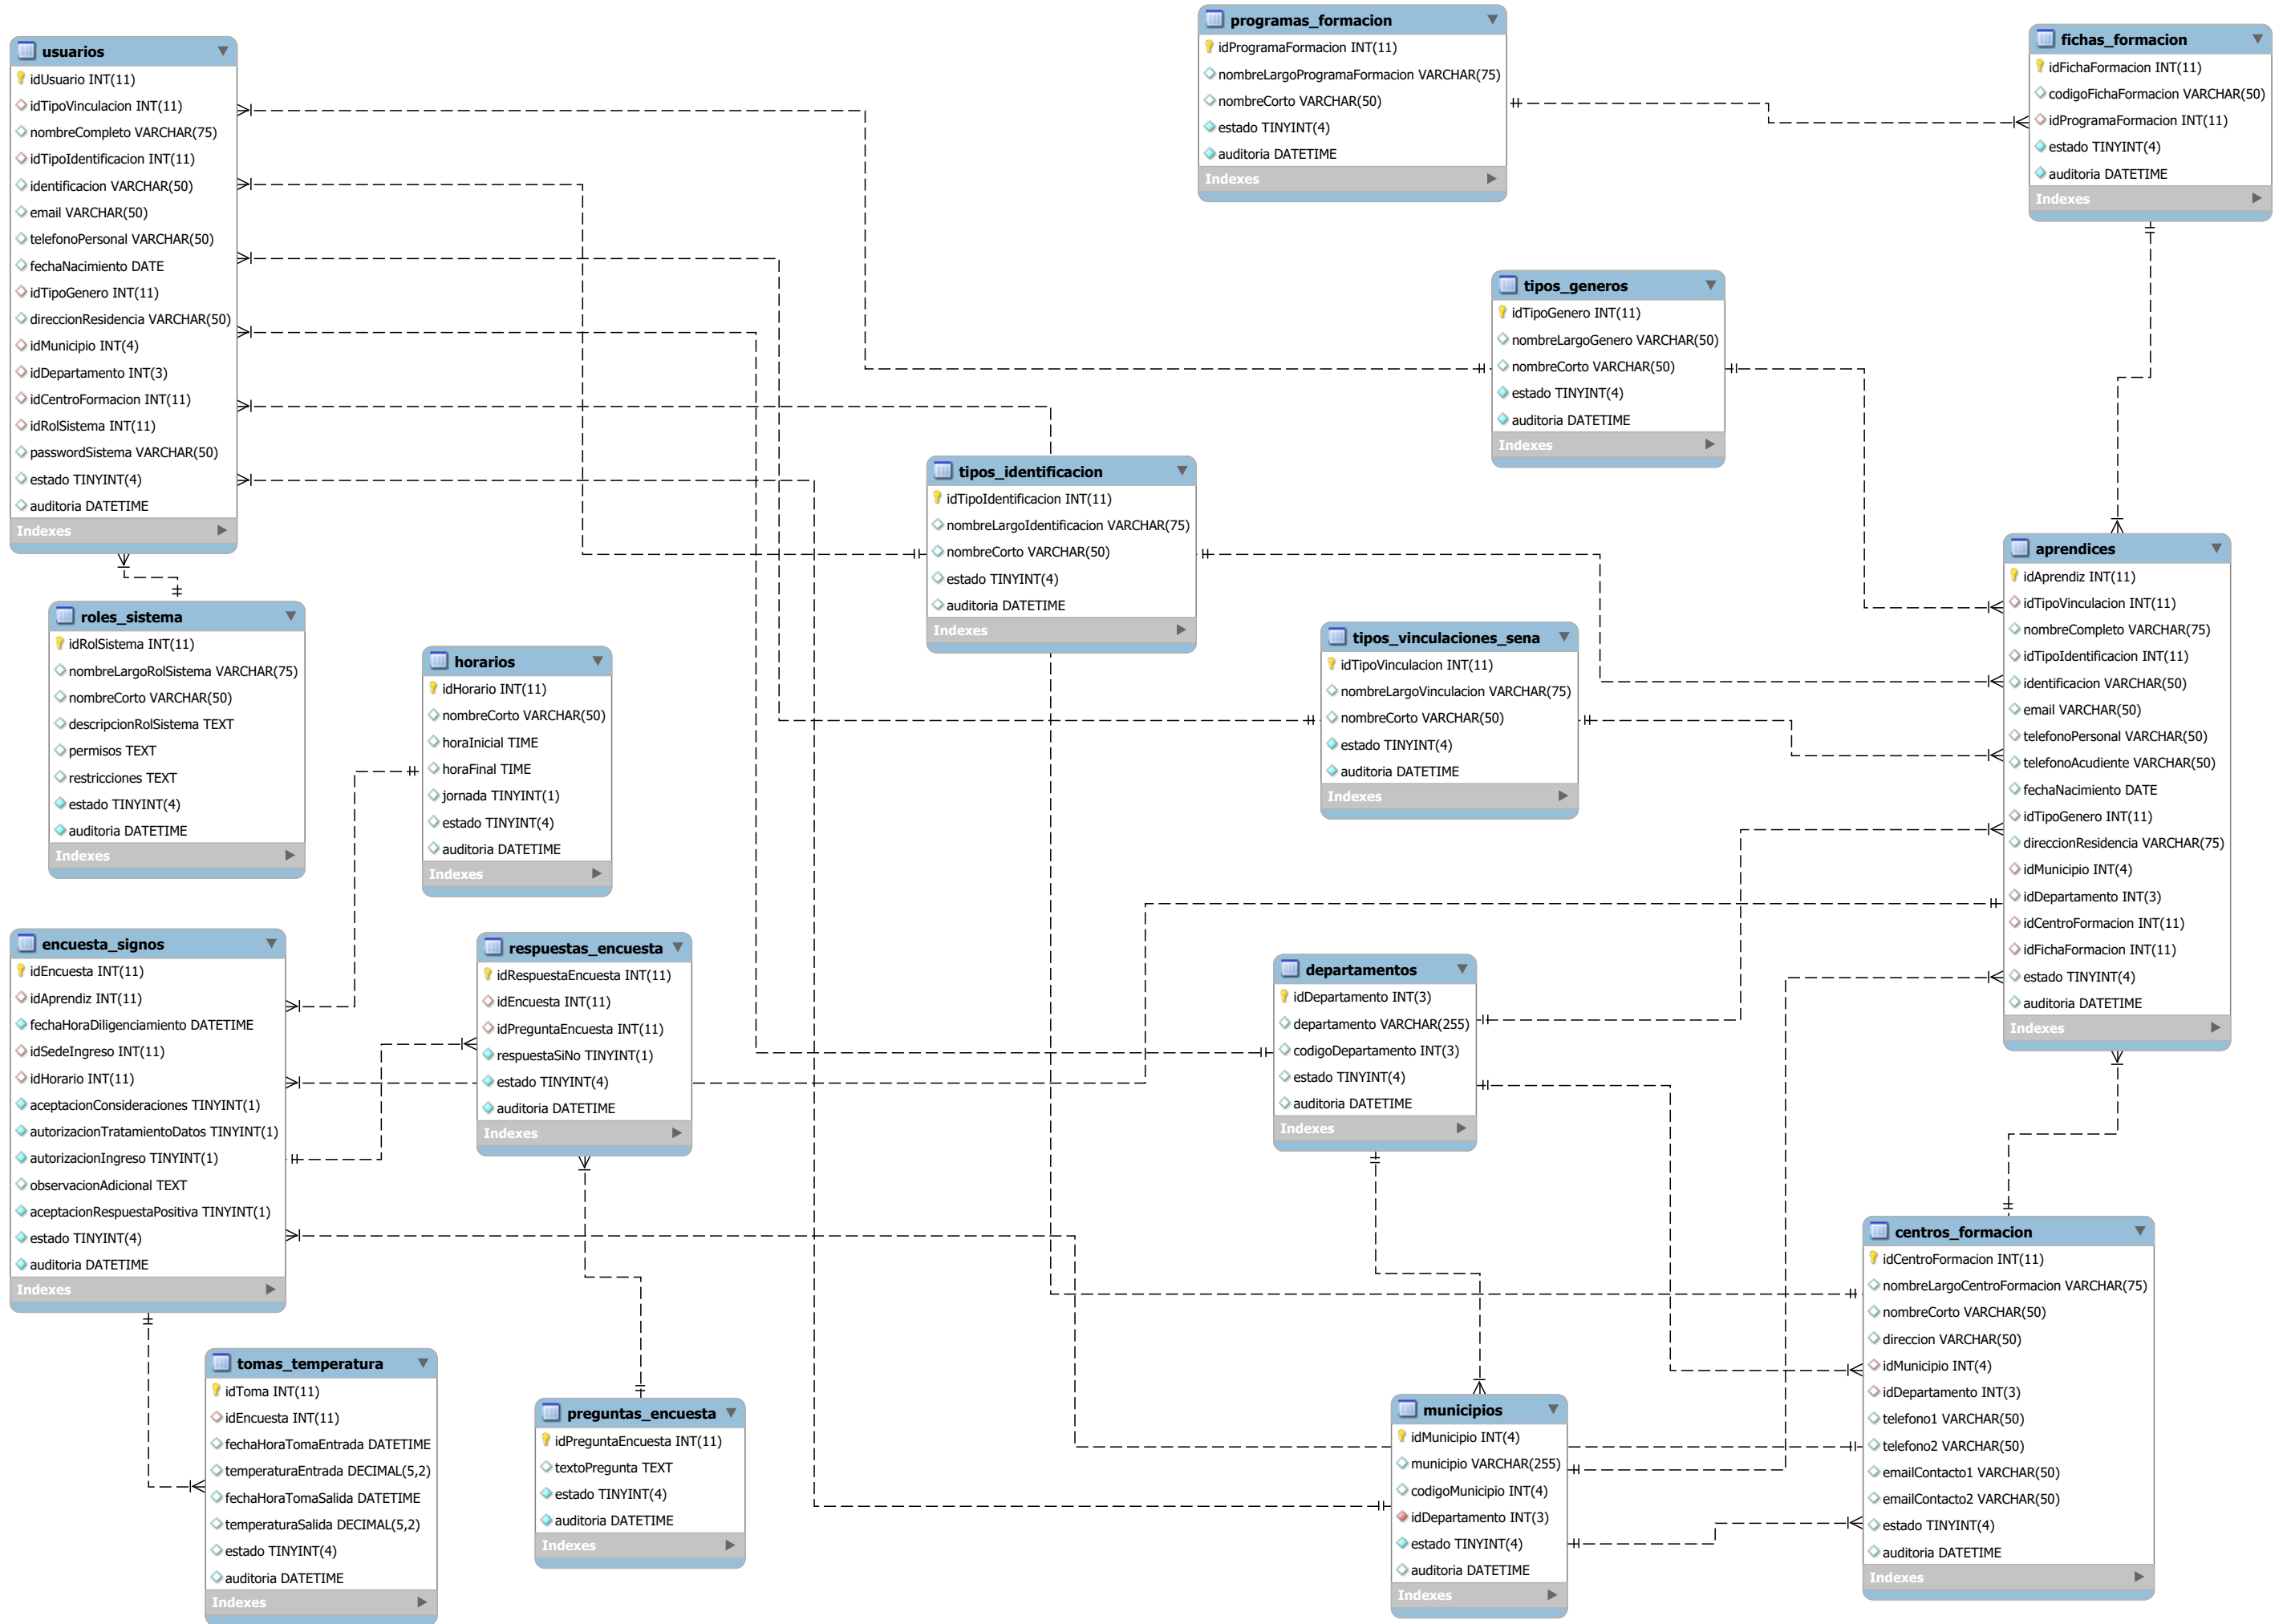 programas_formacion
idProgramaFormacion INT(11)
nombreLargoProgramaFormacion VARCHAR(75)
nombreCorto VARCHAR(50)
estado TINYINT(4)
auditoria DATETIME
Indexes
fichas_formacion
idFichaFormacion INT(11)
codigoFichaFormacion VARCHAR(50)
idProgramaFormacion INT(11)
estado TINYINT(4)
auditoria DATETIME
Indexes
usuarios
idUsuario INT(11)
idTipoVinculacion INT(11)
nombreCompleto VARCHAR(75)
idTipoIdentificacion INT(11)
identificacion VARCHAR(50)
email VARCHAR(50)
telefonoPersonal VARCHAR(50)
fechaNacimiento DATE
idTipoGenero INT(11)
direccionResidencia VARCHAR(50)
idMunicipio INT(4)
idDepartamento INT(3)
idCentroFormacion INT(11)
idRolSistema INT(11)
passwordSistema VARCHAR(50)
estado TINYINT(4)
auditoria DATETIME
Indexes
tipos_generos
idTipoGenero INT(11)
nombreLargoGenero VARCHAR(50)
nombreCorto VARCHAR(50)
estado TINYINT(4)
auditoria DATETIME
Indexes
tipos_identificacion
idTipoIdentificacion INT(11)
nombreLargoIdentificacion VARCHAR(75)
nombreCorto VARCHAR(50)
estado TINYINT(4)
auditoria DATETIME
Indexes
aprendices
idAprendiz INT(11)
idTipoVinculacion INT(11)
nombreCompleto VARCHAR(75)
idTipoIdentificacion INT(11)
identificacion VARCHAR(50)
email VARCHAR(50)
telefonoPersonal VARCHAR(50)
telefonoAcudiente VARCHAR(50)
fechaNacimiento DATE
idTipoGenero INT(11)
direccionResidencia VARCHAR(75)
idMunicipio INT(4)
idDepartamento INT(3)
idCentroFormacion INT(11)
idFichaFormacion INT(11)
estado TINYINT(4)
auditoria DATETIME
Indexes
roles_sistema
idRolSistema INT(11)
nombreLargoRolSistema VARCHAR(75)
nombreCorto VARCHAR(50)
descripcionRolSistema TEXT
permisos TEXT
restricciones TEXT
estado TINYINT(4)
auditoria DATETIME
Indexes
horarios
idHorario INT(11)
nombreCorto VARCHAR(50)
horaInicial TIME
horaFinal TIME
jornada TINYINT(1)
estado TINYINT(4)
auditoria DATETIME
Indexes
tipos_vinculaciones_sena
idTipoVinculacion INT(11)
nombreLargoVinculacion VARCHAR(75)
nombreCorto VARCHAR(50)
estado TINYINT(4)
auditoria DATETIME
Indexes
encuesta_signos
idEncuesta INT(11)
idAprendiz INT(11)
fechaHoraDiligenciamiento DATETIME
idSedeIngreso INT(11)
idHorario INT(11)
aceptacionConsideraciones TINYINT(1)
autorizacionTratamientoDatos TINYINT(1)
autorizacionIngreso TINYINT(1)
observacionAdicional TEXT
aceptacionRespuestaPositiva TINYINT(1)
estado TINYINT(4)
auditoria DATETIME
Indexes
respuestas_encuesta
idRespuestaEncuesta INT(11)
idEncuesta INT(11)
idPreguntaEncuesta INT(11)
respuestaSiNo TINYINT(1)
estado TINYINT(4)
auditoria DATETIME
Indexes
departamentos
idDepartamento INT(3)
departamento VARCHAR(255)
codigoDepartamento INT(3)
estado TINYINT(4)
auditoria DATETIME
Indexes
centros_formacion
idCentroFormacion INT(11)
nombreLargoCentroFormacion VARCHAR(75)
nombreCorto VARCHAR(50)
direccion VARCHAR(50)
idMunicipio INT(4)
idDepartamento INT(3)
telefono1 VARCHAR(50)
telefono2 VARCHAR(50)
emailContacto1 VARCHAR(50)
emailContacto2 VARCHAR(50)
estado TINYINT(4)
auditoria DATETIME
Indexes
tomas_temperatura
idToma INT(11)
idEncuesta INT(11)
fechaHoraTomaEntrada DATETIME
temperaturaEntrada DECIMAL(5,2)
fechaHoraTomaSalida DATETIME
temperaturaSalida DECIMAL(5,2)
estado TINYINT(4)
auditoria DATETIME
Indexes
preguntas_encuesta
idPreguntaEncuesta INT(11)
textoPregunta TEXT
estado TINYINT(4)
auditoria DATETIME
Indexes
municipios
idMunicipio INT(4)
municipio VARCHAR(255)
codigoMunicipio INT(4)
idDepartamento INT(3)
estado TINYINT(4)
auditoria DATETIME
Indexes